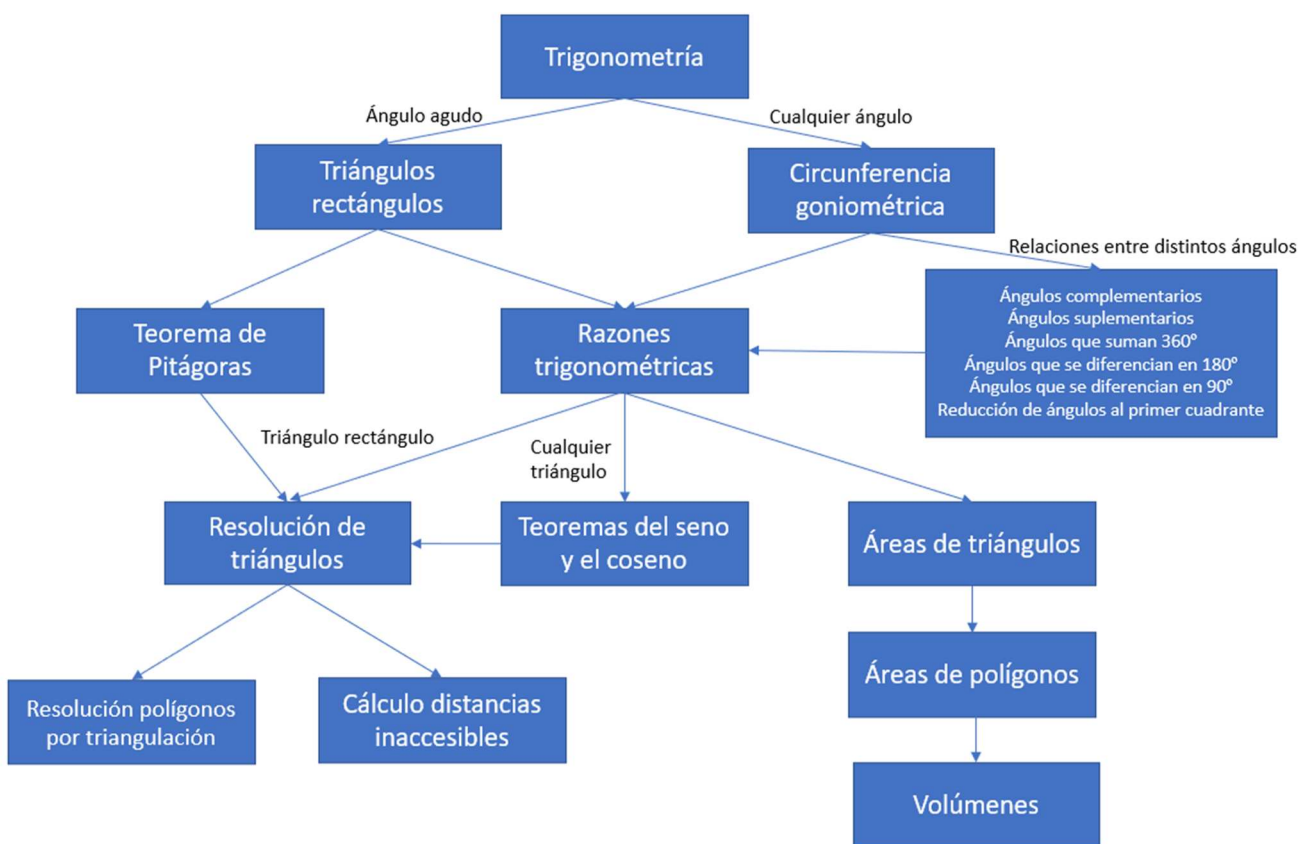 Trigonometría
Ángulo agudo
Cualquier ángulo
Triángulos
rectángulos
Circunferencia
goniométrica
Relaciones entre distintos ángulos
Teorema de
Pitágoras
Razones
trigonométricas
Ángulos complementarios
Ángulos suplementarios
Ángulos que suman 360º
Ángulos que se diferencian en 180º
Ángulos que se diferencian en 90º
Reducción de ángulos al primer cuadrante
Triángulo rectángulo
Cualquier
triángulo
Resolución de
triángulos
Teoremas del seno
y el coseno
Áreas de triángulos
Resolución polígonos
por triangulación
Cálculo distancias
inaccesibles
Áreas de polígonos
Volúmenes